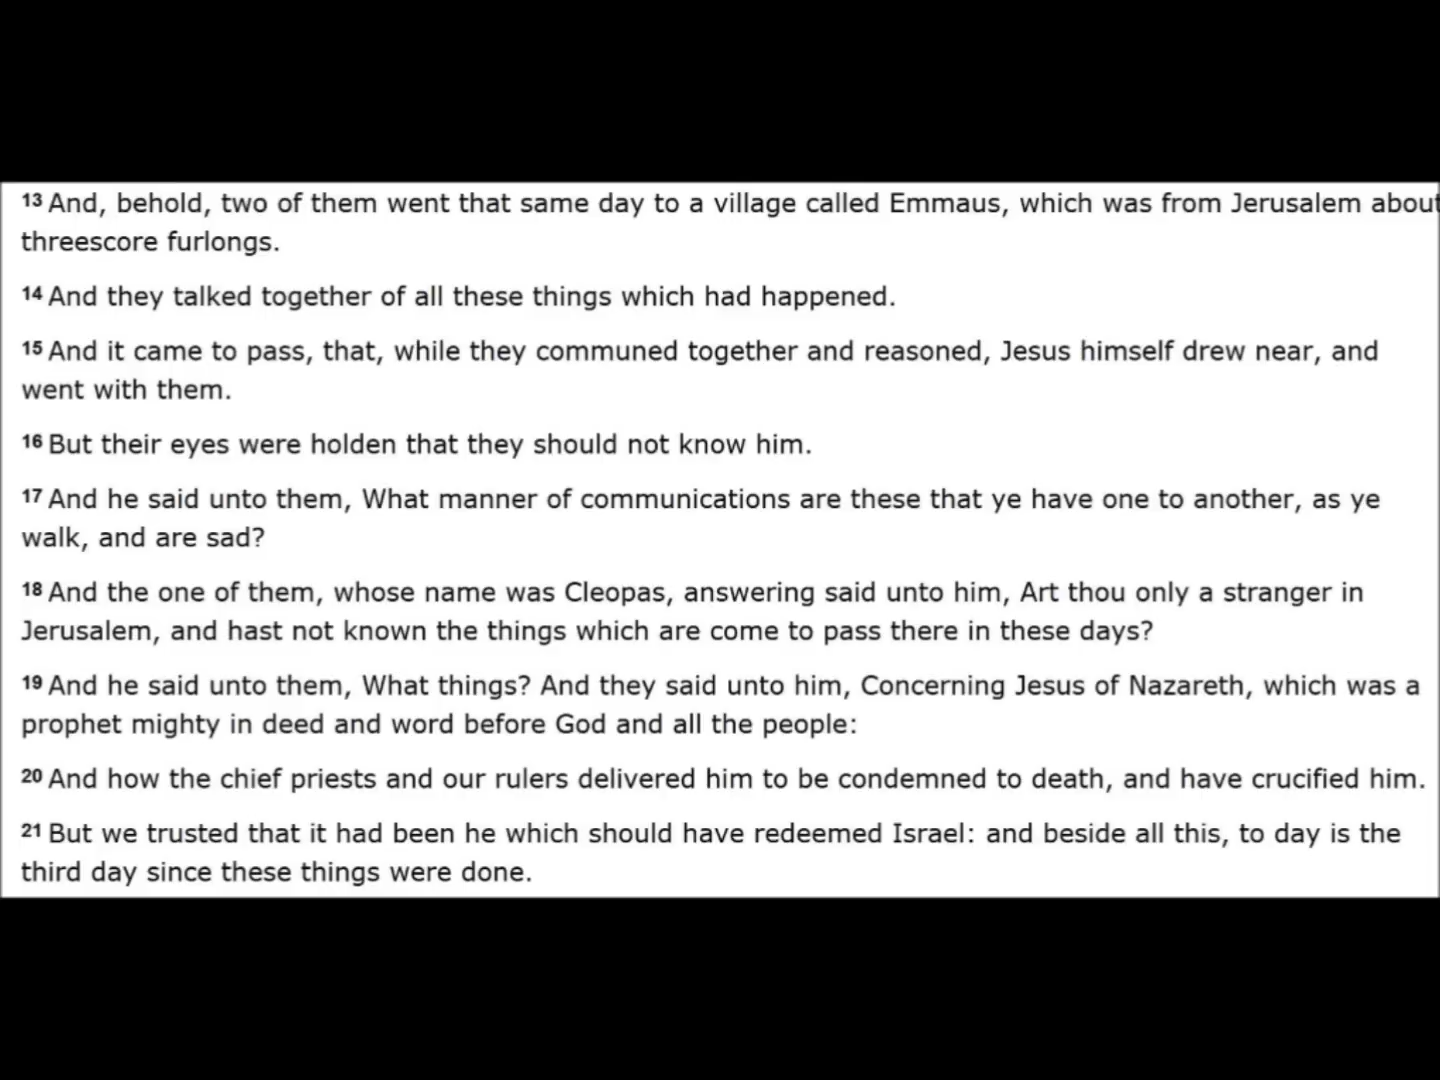 13 And, behold, two of them went that same day to a village called Emmaus, which was from Jerusalem about
threescore furlongs.
14 And they talked together of all these things which had happened.
15 And it came to pass, that, while they communed together and reasoned, Jesus himself drew near, and
went with them.
16 But their eyes were holden that they should not know him.
17 And he said unto them, What manner of communications are these that ye have one to another, as ye
walk, and are sad?
18 And the one of them, whose name was Cleopas, answering said unto him, Art thou only a stranger in
Jerusalem, and hast not known the things which are come to pass there in these days?
19 And he said unto them, What things? And they said unto him, Concerning Jesus of Nazareth, which was a
prophet mighty in deed and word before God and all the people:
20 And how the chief priests and our rulers delivered him to be condemned to death, and have crucified him.
21 But we trusted that it had been he which should have redeemed Israel: and beside all this, to day is the
third day since these things were done.